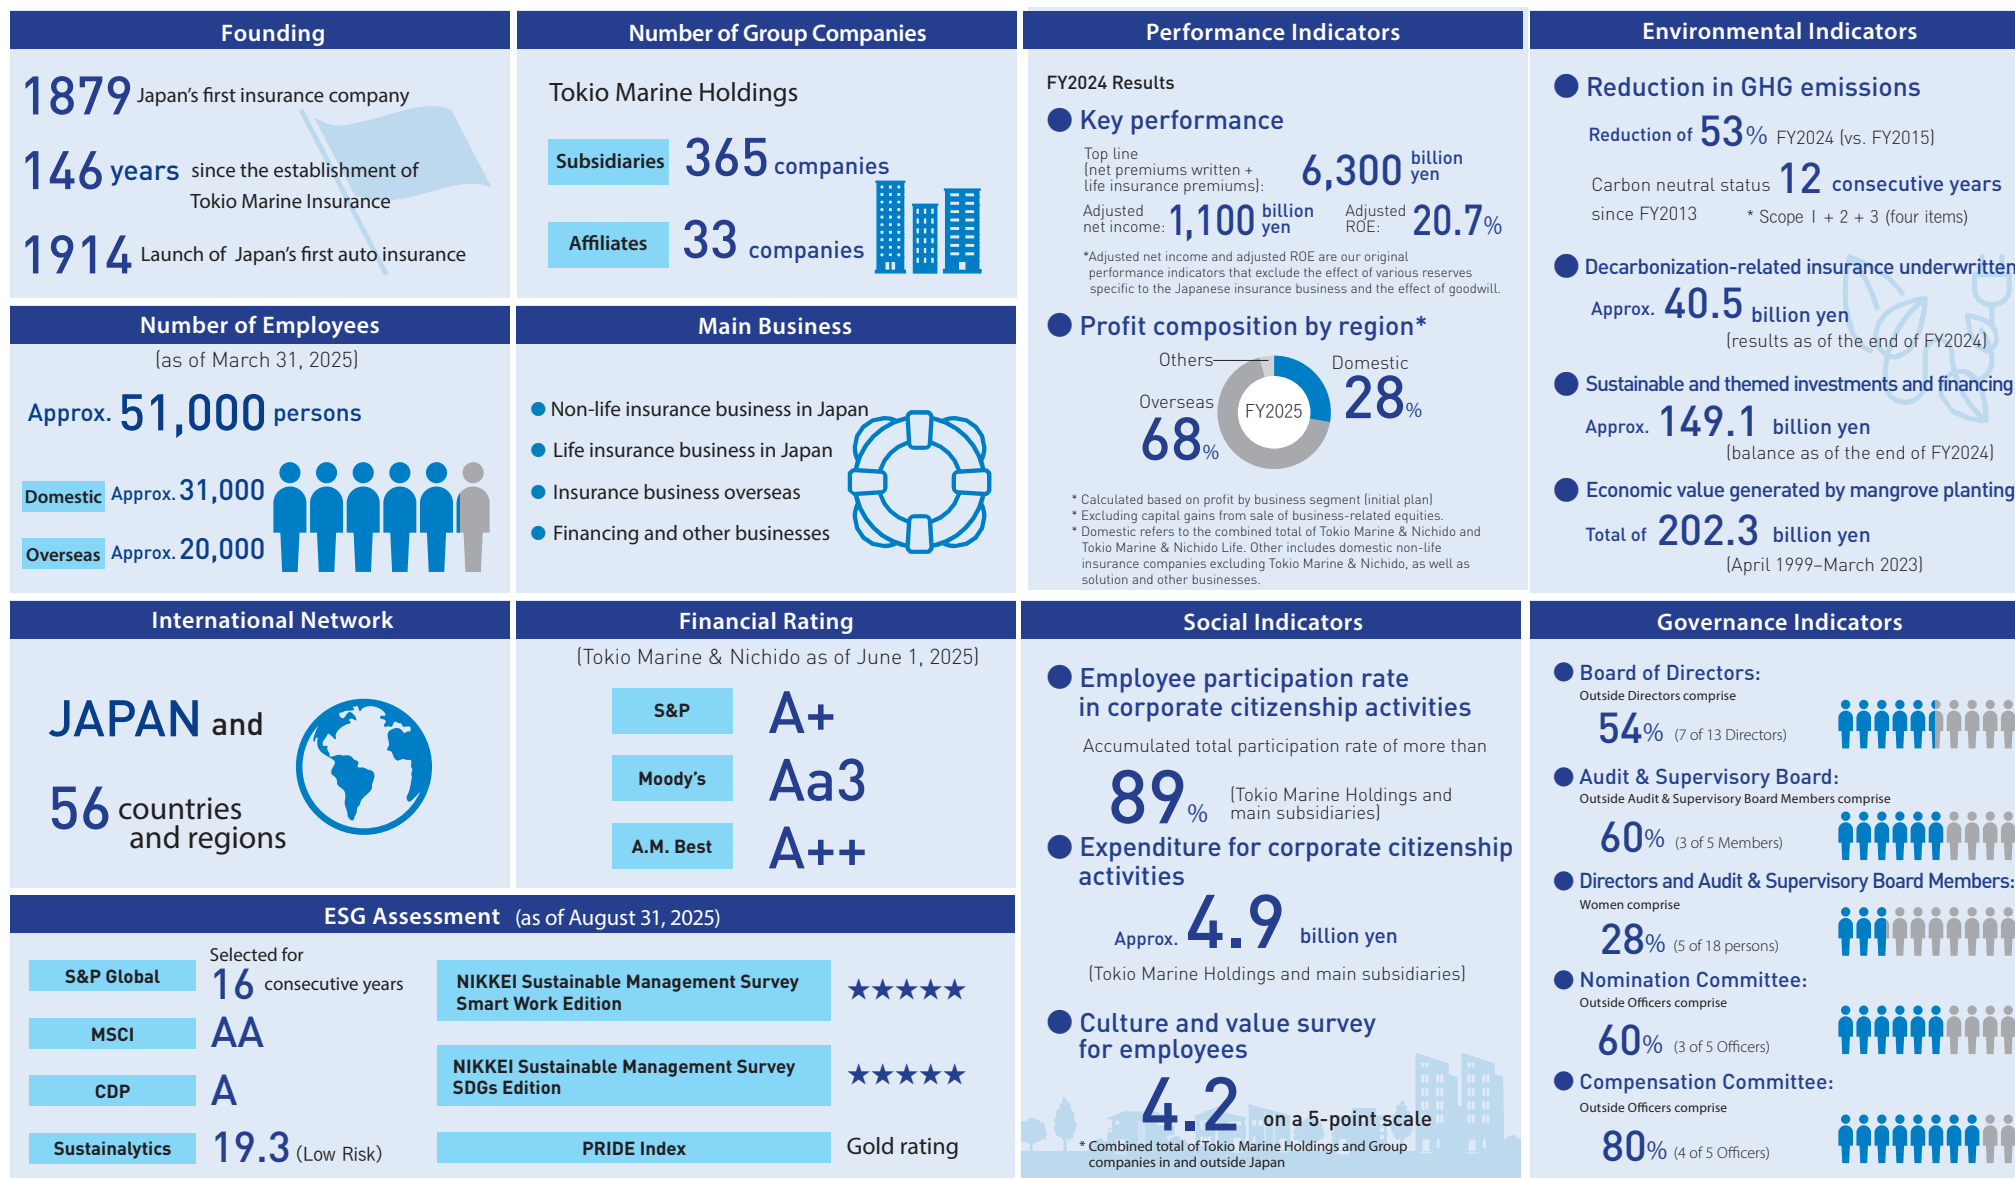 Founding
1879 Japan’s first insurance company
146 years since the establishment of
Tokio Marine Insurance
1914 Launch of Japan’s first auto insurance
Number of Group Companies
Tokio Marine Holdings
Subsidiaries 365 companies
Affiliates 33 companies
Performance Indicators
FY2024 Results
Key performance
Top line
(net premiums written +
life insurance premiums): 6,300 billion yen
Adjusted
net income: 1,100 billion yen
Adjusted
ROE: 20.7%
*Adjusted net income and adjusted ROE are our original
performance indicators that exclude the effect of various reserves
specific to the Japanese insurance business and the effect of goodwill.
Profit composition by region*
Others
Domestic
28%
Overseas
68%
FY2025
* Calculated based on profit by business segment (initial plan)
* Excluding capital gains from sale of business-related equities.
* Domestic refers to the combined total of Tokio Marine & Nichido and
Tokio Marine & Nichido Life. Other includes domestic non-life
insurance companies excluding Tokio Marine & Nichido, as well as
solution and other businesses.
Environmental Indicators
Reduction in GHG emissions
Reduction of 53% FY2024 (vs. FY2015)
Carbon neutral status 12 consecutive years
since FY2013 * Scope 1 + 2 + 3 (four items)
Decarbonization-related insurance underwritten
Approx. 40.5 billion yen
(results as of the end of FY2024)
Sustainable and themed investments and financing
Approx. 149.1 billion yen
(balance as of the end of FY2024)
Economic value generated by mangrove planting
Total of 202.3 billion yen
(April 1999–March 2023)
Number of Employees
(as of March 31, 2025)
Approx. 51,000 persons
Domestic Approx. 31,000
Overseas Approx. 20,000
Main Business
Non-life insurance business in Japan
Life insurance business in Japan
Insurance business overseas
Financing and other businesses
International Network
JAPAN and
56 countries
and regions
Financial Rating
(Tokio Marine & Nichido as of June 1, 2025)
S&P A+
Moody’s Aa3
A.M. Best A++
Social Indicators
Employee participation rate
in corporate citizenship activities
Accumulated total participation rate of more than
89% (Tokio Marine Holdings and
main subsidiaries)
Expenditure for corporate citizenship
activities
Approx. 4.9 billion yen
(Tokio Marine Holdings and main subsidiaries)
Culture and value survey
for employees
4.2 on a 5-point scale
* Combined total of Tokio Marine Holdings and Group
companies in and outside Japan
Governance Indicators
Board of Directors:
Outside Directors comprise
54% (7 of 13 Directors)
Audit & Supervisory Board:
Outside Audit & Supervisory Board Members comprise
60% (3 of 5 Members)
Directors and Audit & Supervisory Board Members:
Women comprise
28% (5 of 18 persons)
Nomination Committee:
Outside Officers comprise
60% (3 of 5 Officers)
Compensation Committee:
Outside Officers comprise
80% (4 of 5 Officers)
ESG Assessment (as of August 31, 2025)
S&P Global
Selected for
16 consecutive years
MSCI AA
CDP A
Sustainalytics 19.3 (Low Risk)
NIKKEI Sustainable Management Survey
Smart Work Edition ★★★★★
NIKKEI Sustainable Management Survey
SDGs Edition ★★★★★
PRIDE Index Gold rating